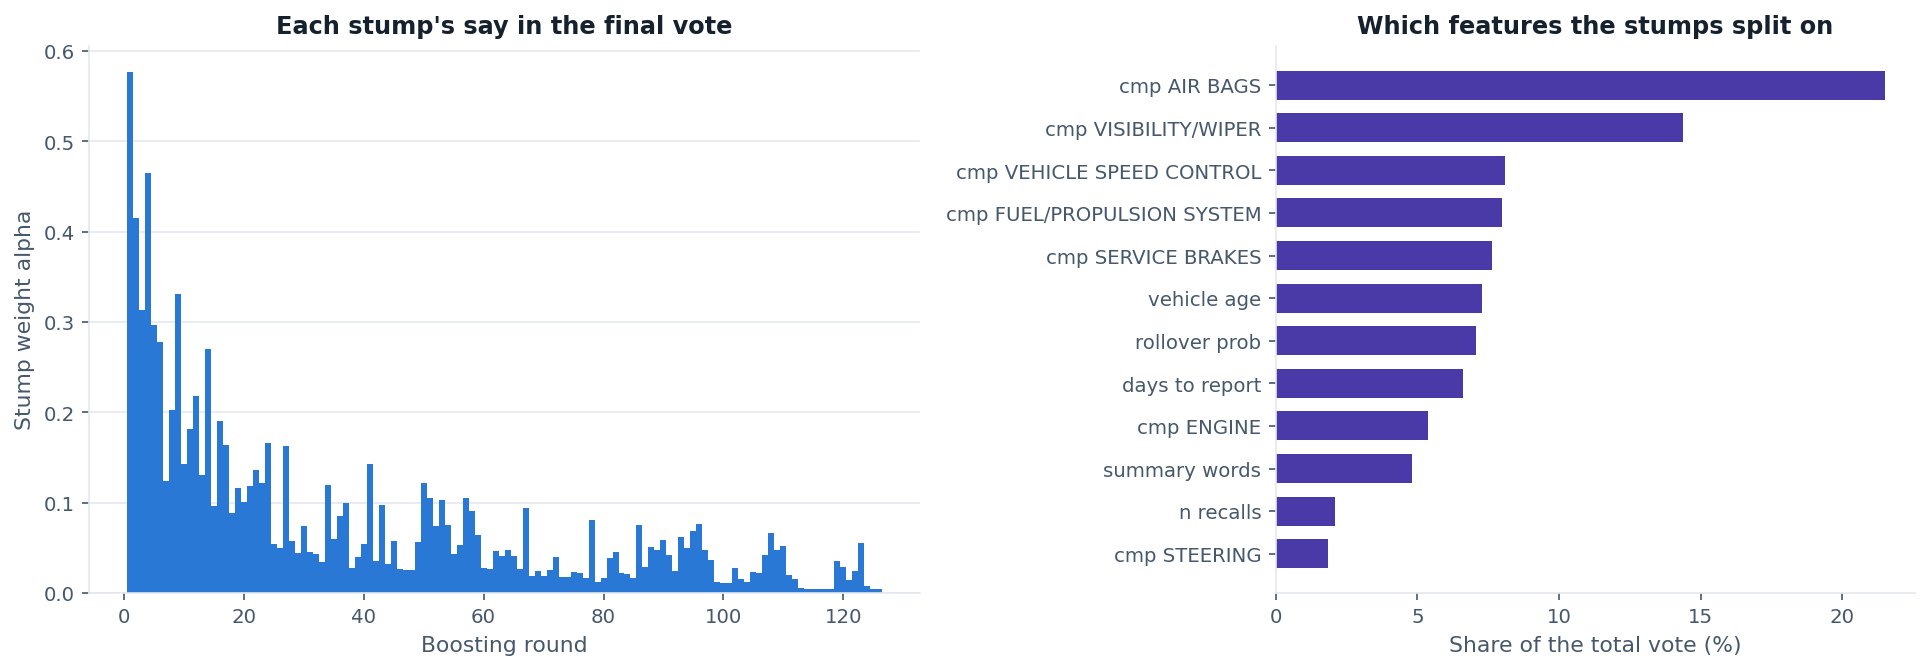 Each stump's say in the final vote
0.6
0.5
0.4
0.3
0.2
0.1
0.0
Stump weight alpha
0
20
40
60
80
100
120
Boosting round
Which features the stumps split on
cmp AIR BAGS
cmp VISIBILITY/WIPER
cmp VEHICLE SPEED CONTROL
cmp FUEL/PROPULSION SYSTEM
cmp SERVICE BRAKES
vehicle age
rollover prob
days to report
cmp ENGINE
summary words
n recalls
cmp STEERING
0
5
10
15
20
Share of the total vote (%)